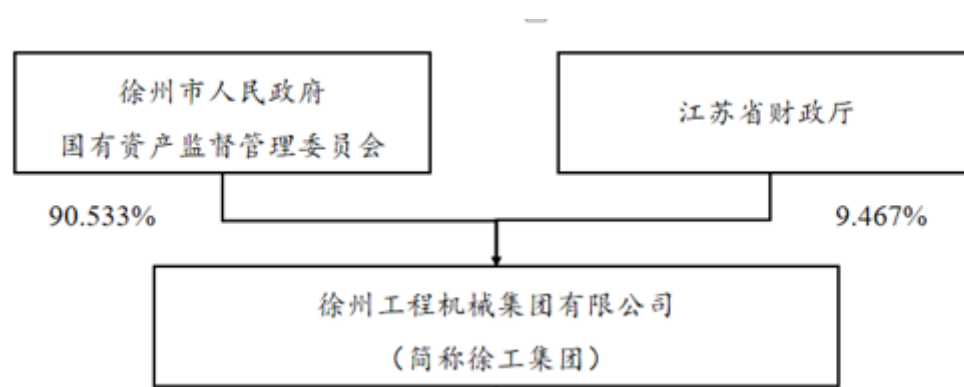 徐州市人民政府
国有资产监督管理委员会
江苏省财政厅
90.533%
9.467%
徐州工程机械集团有限公司
（简称徐工集团）